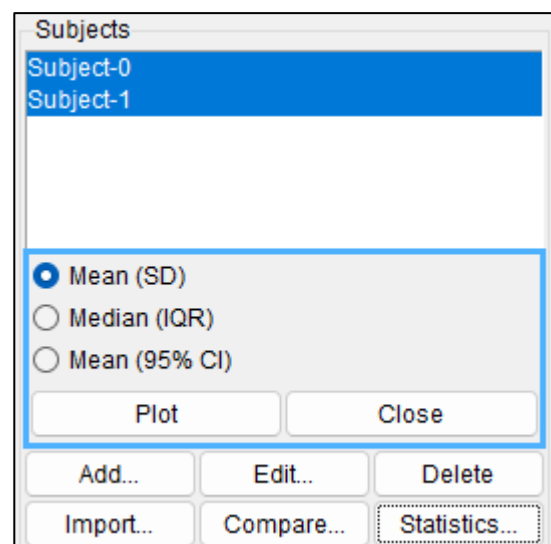 Subjects
Subject-0
Subject-1
Mean (SD)
Median (IQR)
Mean (95% CI)
Plot Close
Add... Edit... Delete
Import... Compare... Statistics...